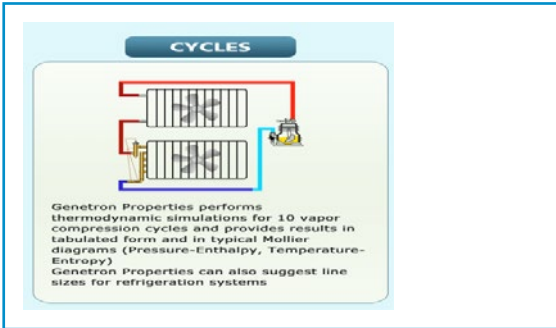 CYCLES
Genetron Properties performs
thermodynamic simulations for 10 vapor
compression cycles and provides results in
tabulated form and in typical Mollier
diagrams (Pressure-Enthalpy, Temperature-
Entropy)
Genetron Properties can also suggest line
sizes for refrigeration systems